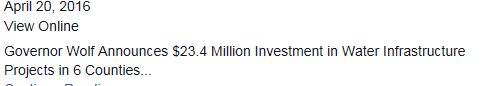 April 20, 2016
View Online
Governor Wolf Announces $23.4 Million Investment in Water Infrastructure
Projects in 6 Counties...